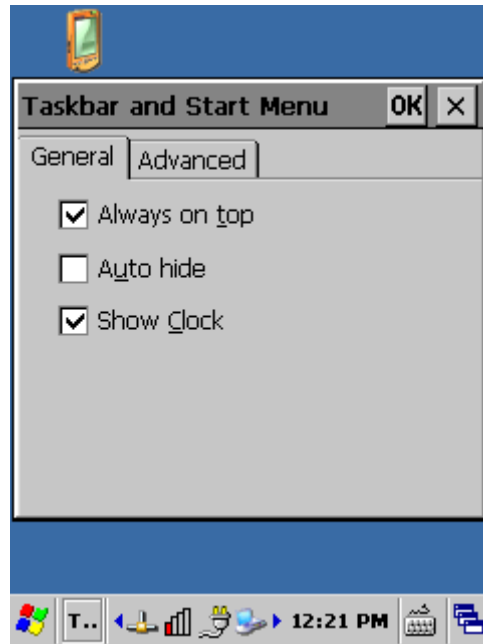 Taskbar and Start Menu OK
General Advanced
Always on top
Auto hide
Show Clock
T.. 12:21 PM